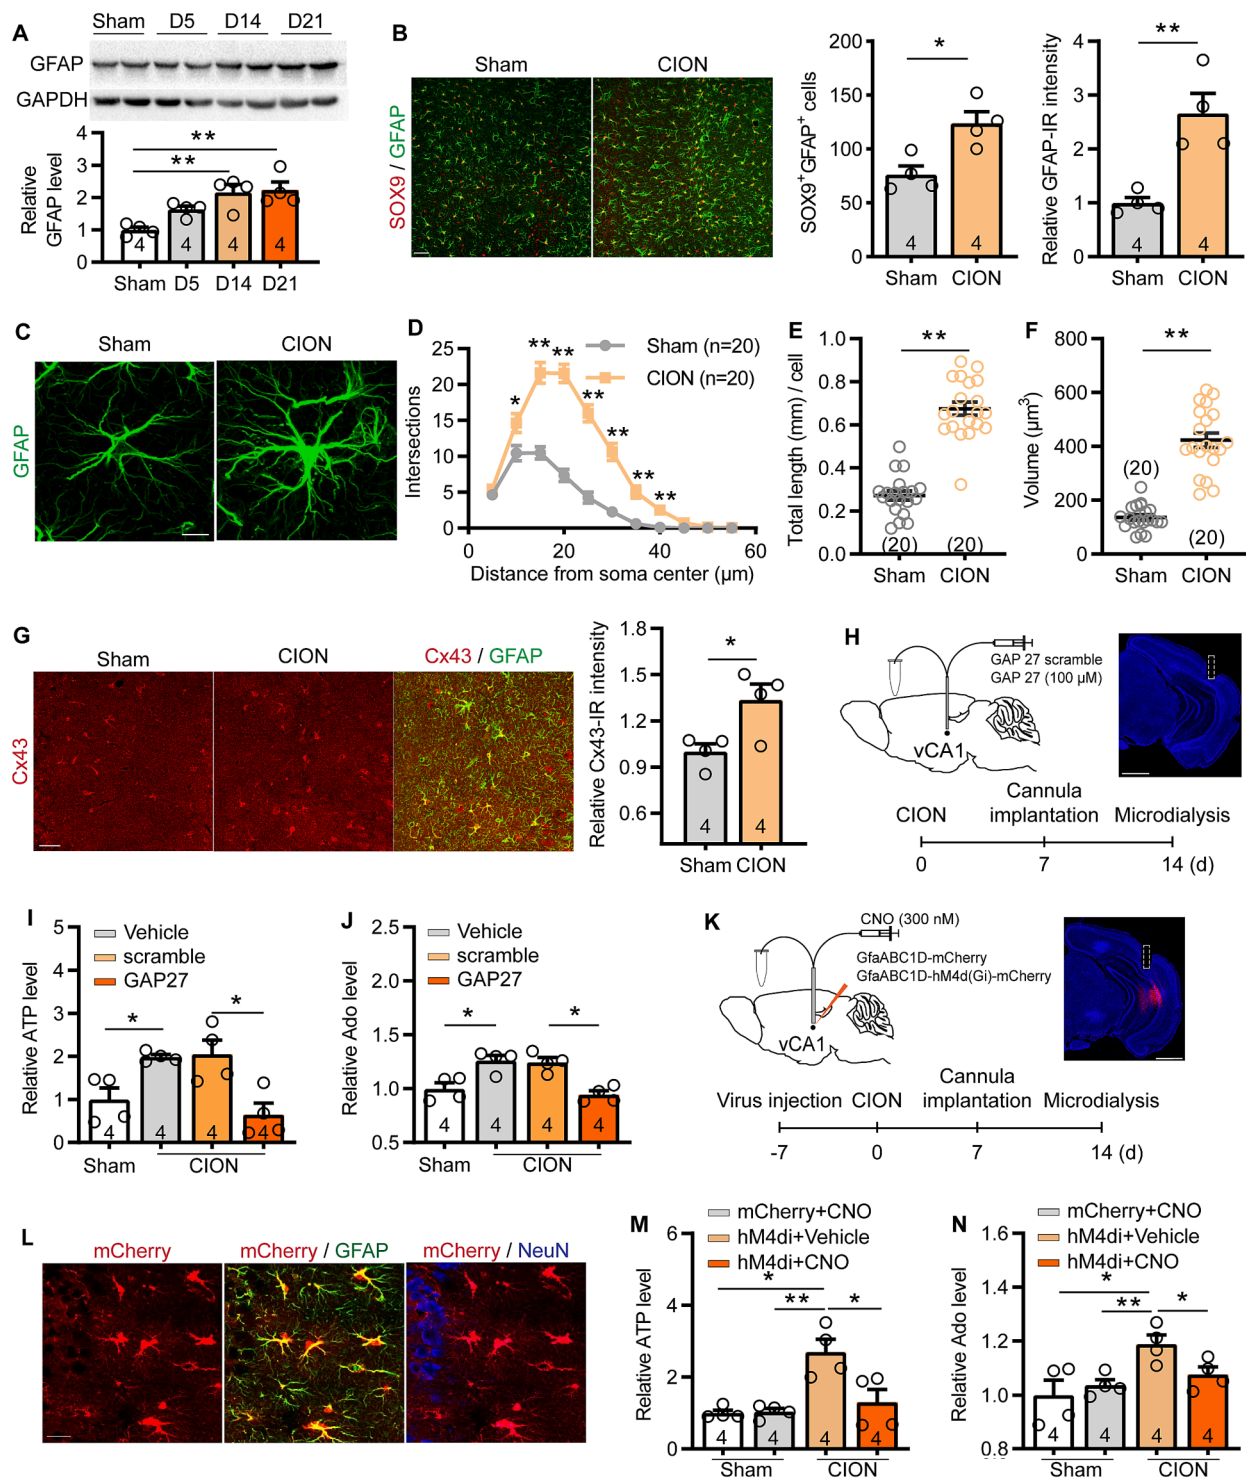 A
Sham D5 D14 D21
GFAP
GAPDH
Relative
GFAP level
4
3
2
1
0
**
**
4 4 4 4
Sham D5 D14 D21
B
Sham CION
SOX9 / GFAP
SOX9+GFAP+ cells
200
150
100
50
0
*
4 4
Sham CION
Relative GFAP-IR intensity
4
3
2
1
0
**
4 4
Sham CION
C
Sham CION
GFAP
D
Intersections
25
20
15
10
5
0
Sham (n=20)
CION (n=20)
* ** ** ** ** ** **
0 20 40 60
Distance from soma center (µm)
E
Total length (mm) / cell
1.0
0.8
0.6
0.4
0.2
0.0
**
(20) (20)
Sham CION
F
Volume (µm³)
800
600
400
200
0
**
(20)
(20)
Sham CION
G
Sham CION Cx43 / GFAP
Cx43
Relative Cx43-IR intensity
1.8
1.5
1.2
0.9
0.6
*
4 4
Sham CION
H
GAP 27 scramble
GAP 27 (100 µM)
vCA1
Cannula
CION implantation Microdialysis
0 7 14 (d)
I
Relative ATP level
5
4
3
2
1
0
Vehicle
scramble
GAP27
* *
4 4 4 4
Sham CION
J
Relative Ado level
2.5
2.0
1.5
1.0
0.5
Vehicle
scramble
GAP27
* *
4 4 4 4
Sham CION
K
CNO (300 nM)
GfaABC1D-mCherry
GfaABC1D-hM4d(Gi)-mCherry
vCA1
Cannula
Virus injection CION implantation Microdialysis
-7 0 7 14 (d)
L
mCherry mCherry / GFAP mCherry / NeuN
M
mCherry+CNO
hM4di+Vehicle
hM4di+CNO
Relative ATP level
6
4
2
0
*
** *
4 4 4 4
Sham CION
N
mCherry+CNO
hM4di+Vehicle
hM4di+CNO
Relative Ado level
1.6
1.4
1.2
1.0
0.8
*
** *
4 4 4 4
Sham CION